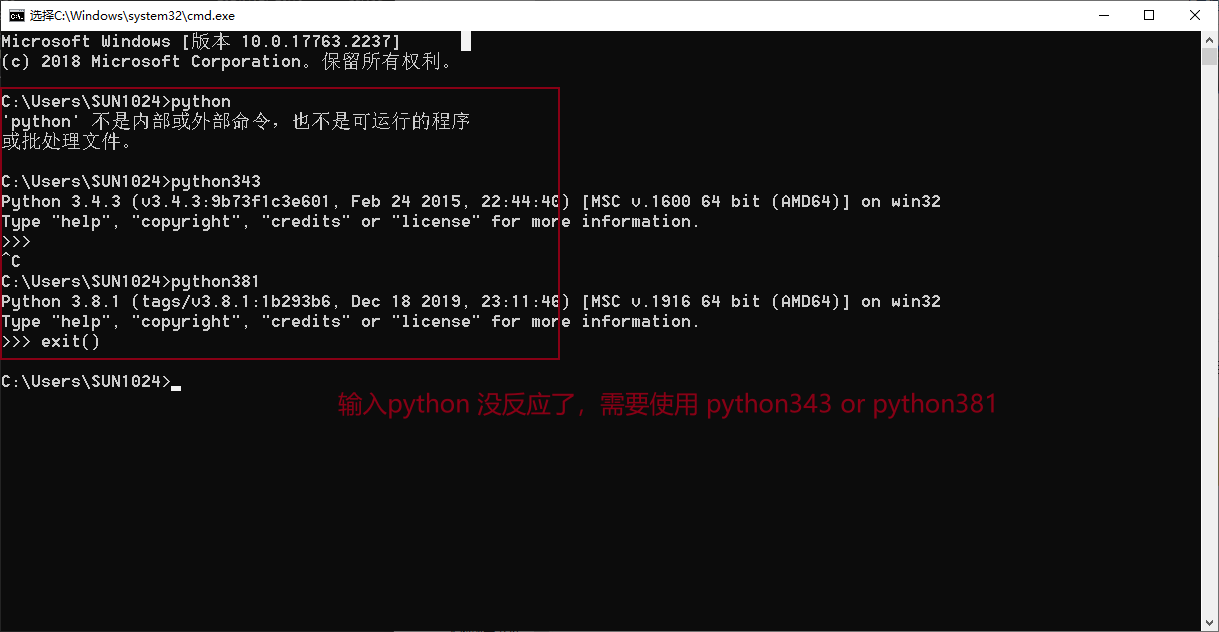 选择C:\Windows\system32\cmd.exe
Microsoft Windows [版本 10.0.17763.2237]
(c) 2018 Microsoft Corporation。保留所有权利。
C:\Users\SUN1024>python
'python' 不是内部或外部命令，也不是可运行的程序
或批处理文件。
C:\Users\SUN1024>python343
Python 3.4.3 (v3.4.3:9b73f1c3e601, Feb 24 2015, 22:44:40) [MSC v.1600 64 bit (AMD64)] on win32
Type "help", "copyright", "credits" or "license" for more information.
>>>
^C
C:\Users\SUN1024>python381
Python 3.8.1 (tags/v3.8.1:1b293b6, Dec 18 2019, 23:11:46) [MSC v.1916 64 bit (AMD64)] on win32
Type "help", "copyright", "credits" or "license" for more information.
>>> exit()
C:\Users\SUN1024>
输入python 没反应了，需要使用 python343 or python381